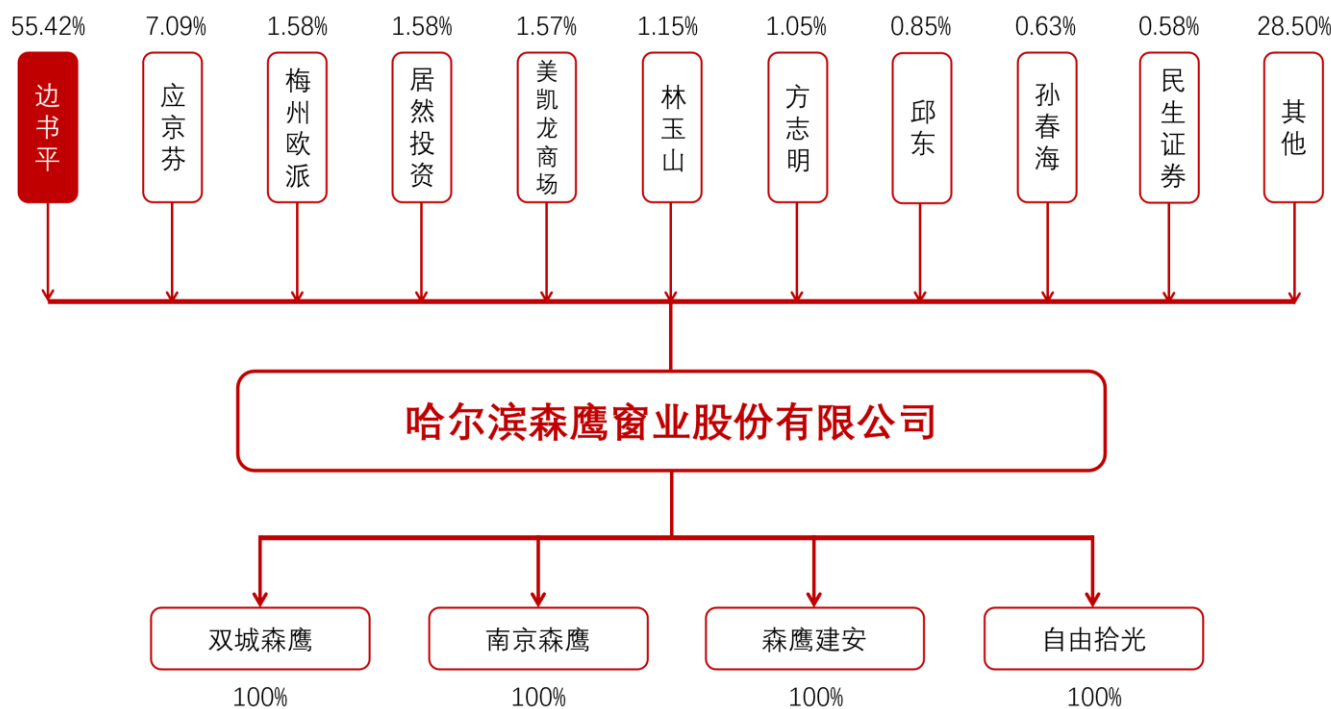 55.42% 7.09% 1.58% 1.58% 1.57% 1.15% 1.05% 0.85% 0.63% 0.58% 28.50%
边书平 应京芬 梅州欧派 居然投资 美凯龙商场 林玉山 方志明 邱东 孙春海 民生证券 其他
哈尔滨森鹰窗业股份有限公司
双城森鹰 南京森鹰 森鹰建安 自由拾光
100% 100% 100% 100%